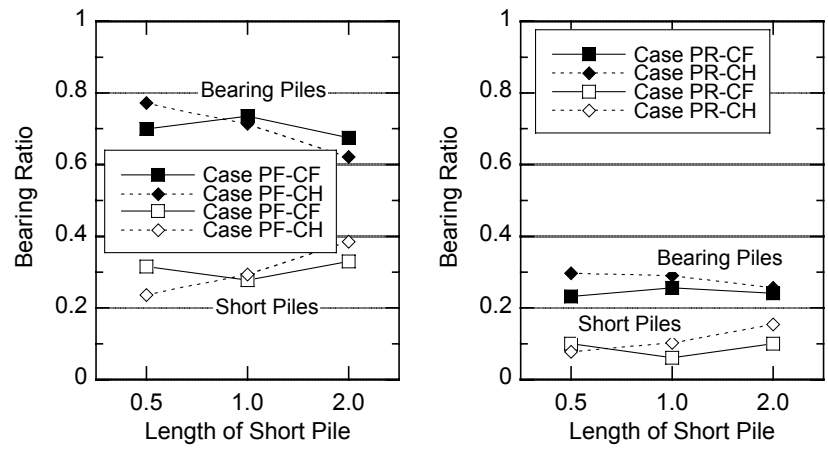 1
0.8
0.6
0.4
0.2
0
Bearing Ratio
Bearing Piles
Case PF-CF
Case PF-CH
Case PF-CF
Case PF-CH
Short Piles
0.5 1.0 2.0
Length of Short Pile
1
0.8
0.6
0.4
0.2
0
Bearing Ratio
Case PR-CF
Case PR-CH
Case PR-CF
Case PR-CH
Bearing Piles
Short Piles
0.5 1.0 2.0
Length of Short Pile